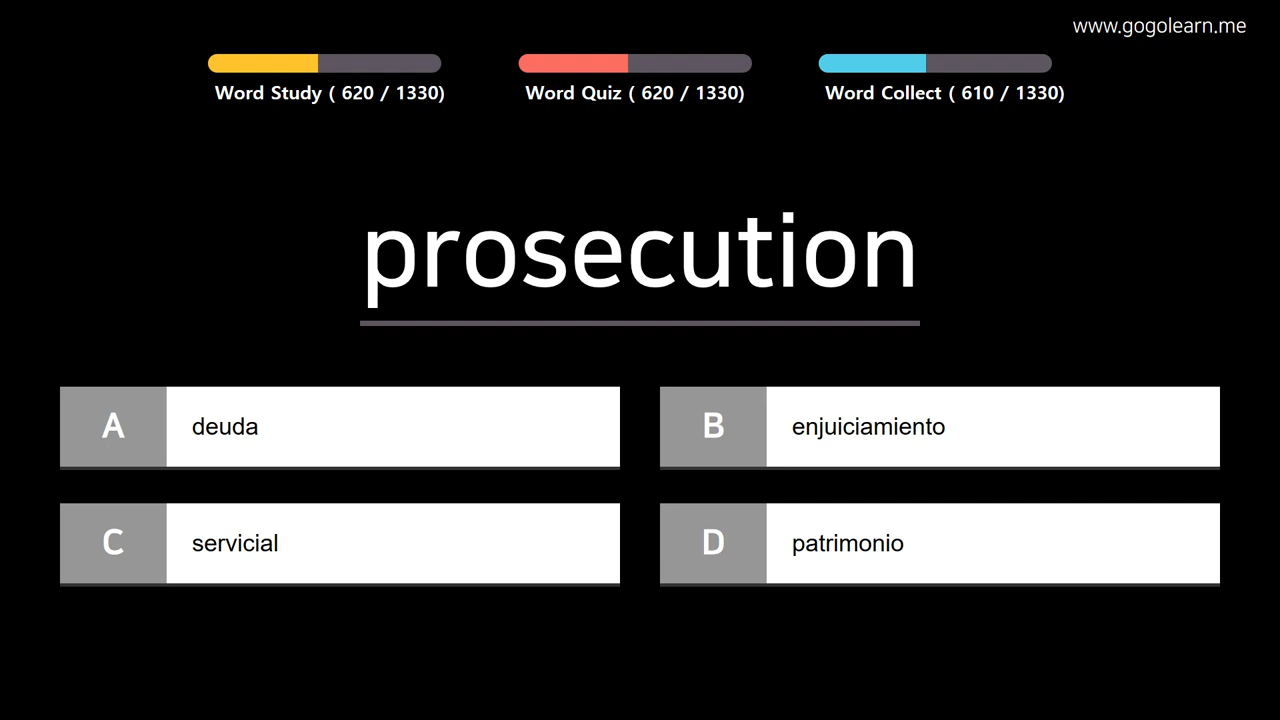 www.gogolearn.me
Word Study ( 620 / 1330)
Word Quiz ( 620 / 1330)
Word Collect ( 610 / 1330)
prosecution
A deuda
B enjuiciamiento
C servicial
D patrimonio